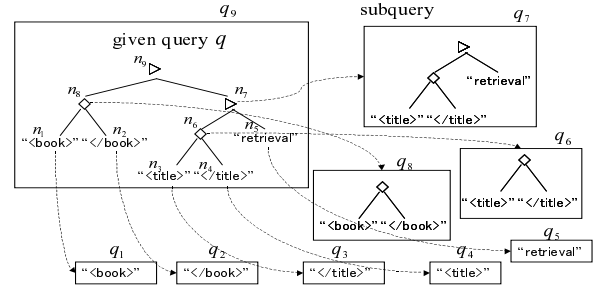 q9
subquery
q7
given query q
n9
"retrieval"
n8
n7
"<title>" "</title>"
n1
n2
n6
n5
"<book>" "</book>"
"retrieval"
n3
n4
"<title>" "</title>"
q8
"<book>" "</book>"
q6
"<title>" "</title>"
q5
"retrieval"
q1
q2
q3
q4
"<book>"
"</book>"
"</title>"
"<title>"